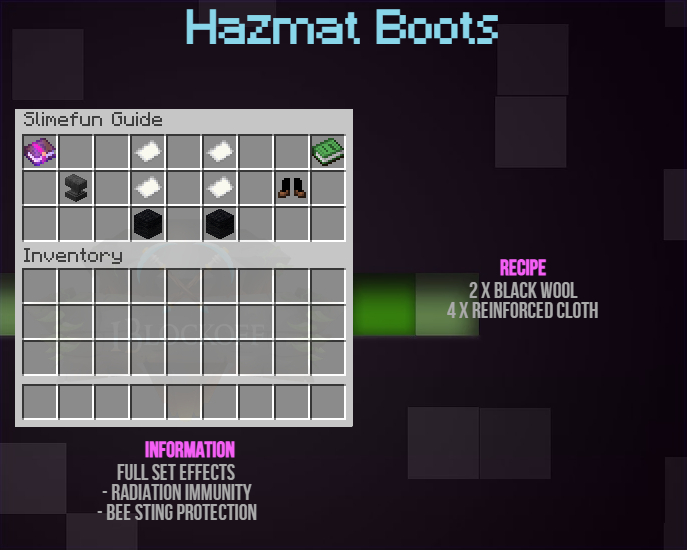 Hazmat Boots
Slimefun Guide
Inventory
IBLOCKOFF
RECIPE
2 X BLACK WOOL
4 X REINFORCED CLOTH
INFORMATION
FULL SET EFFECTS
- RADIATION IMMUNITY
- BEE STING PROTECTION